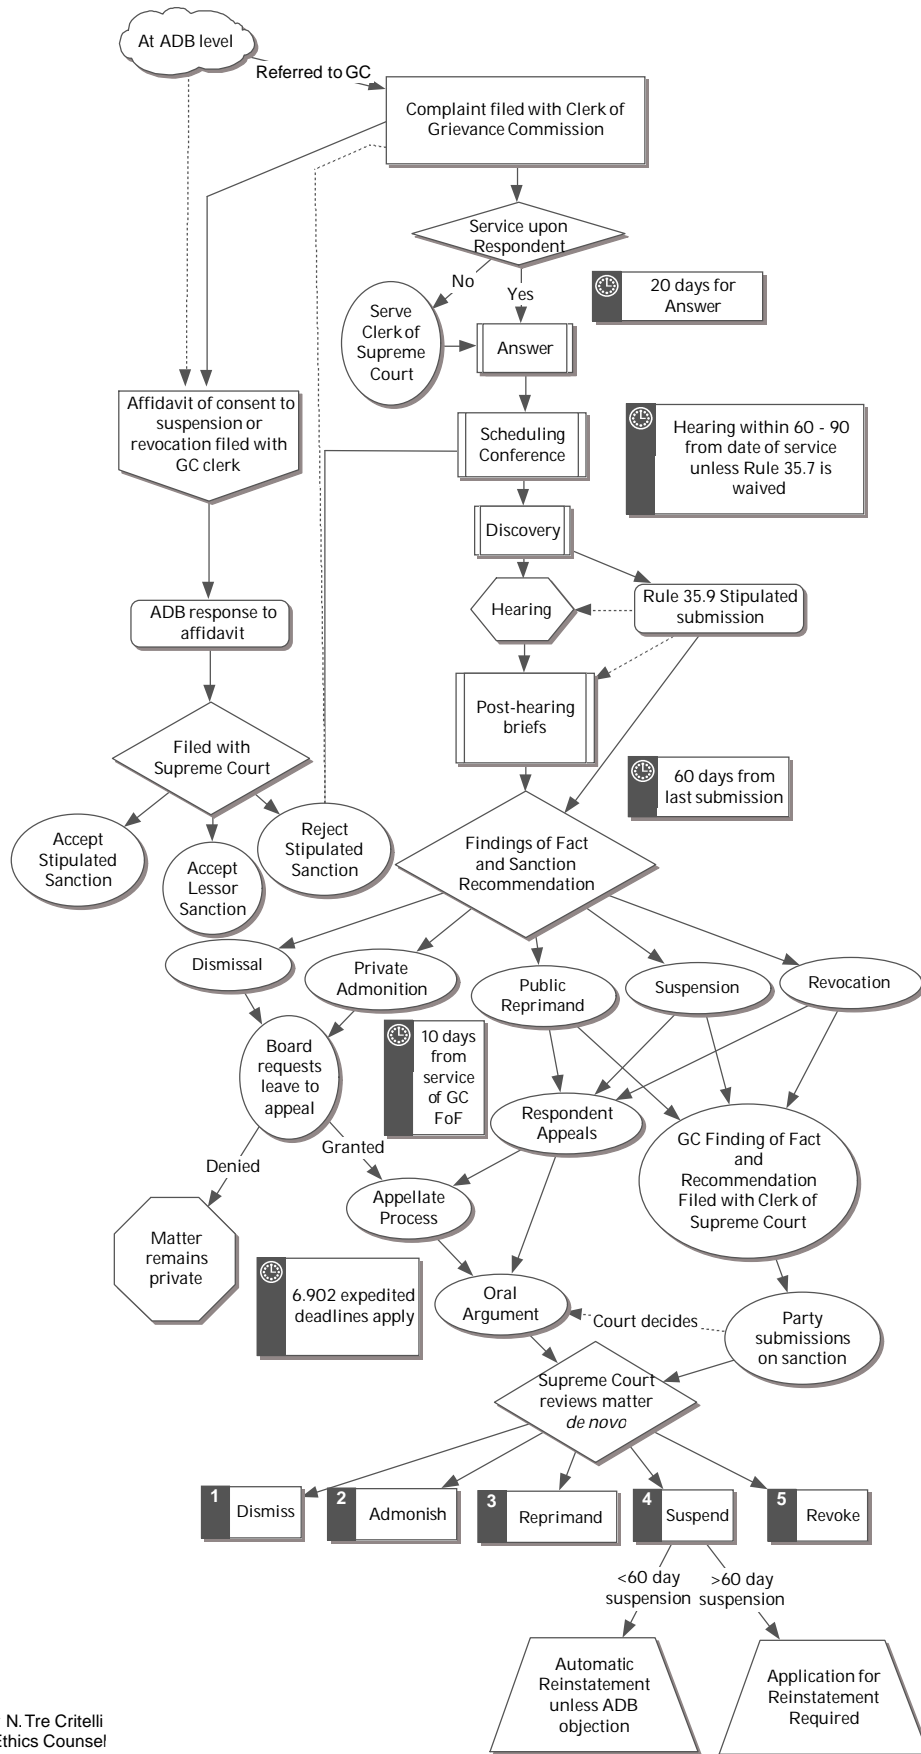 At ADB level
Referred to GC
Complaint filed with Clerk of
Grievance Commission
Service upon
Respondent
No
Yes
20 days for
Answer
Serve
Clerk of
Supreme
Court
Answer
Affidavit of consent to
suspension or
revocation filed with
GC clerk
Scheduling
Conference
Hearing within 60 - 90
from date of service
unless Rule 35.7 is
waived
Discovery
ADB response to
affidavit
Hearing
Rule 35.9 Stipulated
submission
Post-hearing
briefs
Filed with
Supreme Court
60 days from
last submission
Accept
Stipulated
Sanction
Accept
Lessor
Sanction
Reject
Stipulated
Sanction
Findings of Fact
and Sanction
Recommendation
Dismissal
Private
Admonition
Public
Reprimand
Suspension
Revocation
Board
requests
leave to
appeal
10 days
from
service
of GC
FoF
Respondent
Appeals
GC Finding of Fact
and
Recommendation
Filed with Clerk of
Supreme Court
Denied
Granted
Appellate
Process
Matter
remains
private
6.902 expedited
deadlines apply
Oral
Argument
Court decides
Party
submissions
on sanction
Supreme Court
reviews matter
de novo
1
Dismiss
2
Admonish
3
Reprimand
4
Suspend
5
Revoke
<60 day
suspension
>60 day
suspension
Automatic
Reinstatement
unless ADB
objection
Application for
Reinstatement
Required
N. Tre Critelli
Ethics Counsel